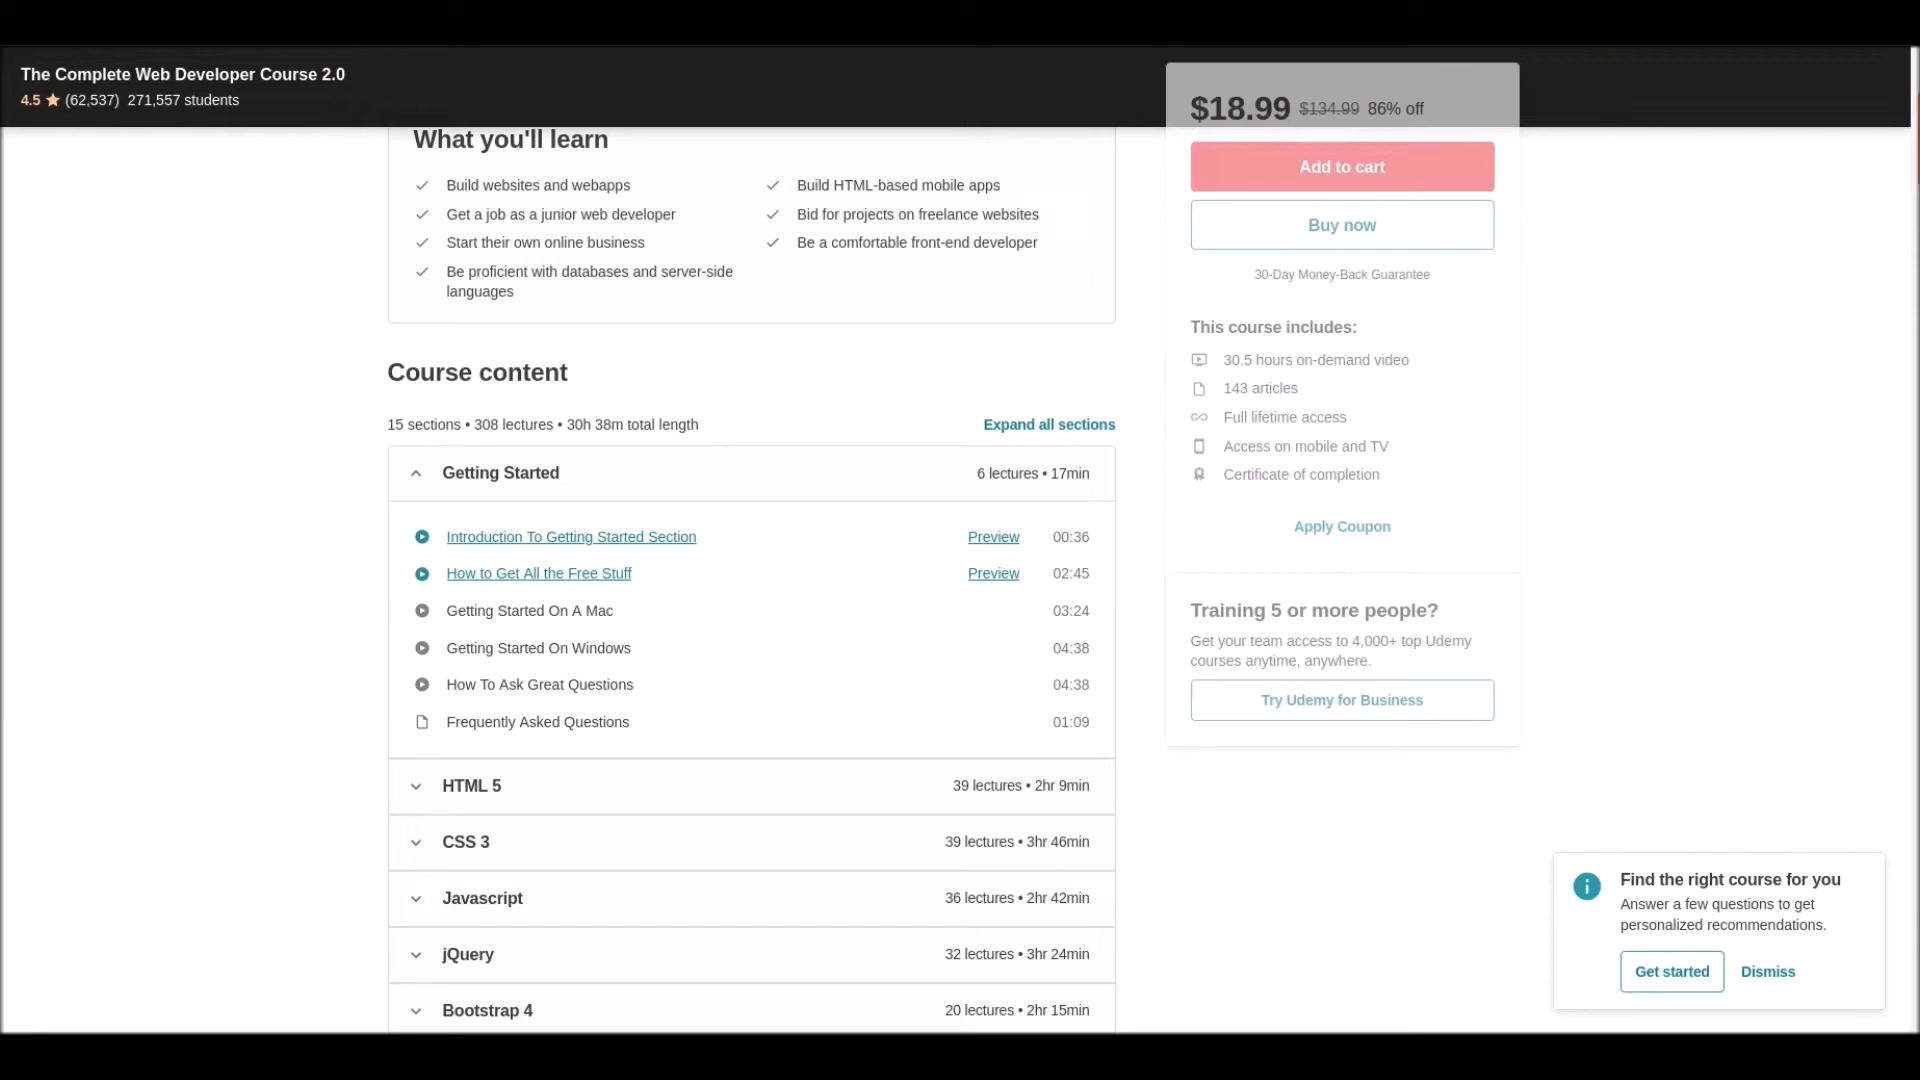 The Complete Web Developer Course 2.0
4.5 (62,537) 271,557 students
What you'll learn
Build websites and webapps
Get a job as a junior web developer
Start their own online business
Be proficient with databases and server-side
languages
Build HTML-based mobile apps
Bid for projects on freelance websites
Be a comfortable front-end developer
Course content
15 sections • 308 lectures • 30h 38m total length
Expand all sections
Getting Started 6 lectures • 17min
Introduction To Getting Started Section Preview 00:36
How to Get All the Free Stuff Preview 02:45
Getting Started On A Mac 03:24
Getting Started On Windows 04:38
How To Ask Great Questions 04:38
Frequently Asked Questions 01:09
HTML 5 39 lectures • 2hr 9min
CSS 3 39 lectures • 3hr 46min
Javascript 36 lectures • 2hr 42min
jQuery 32 lectures • 3hr 24min
Bootstrap 4 20 lectures • 2hr 15min
$18.99 $134.99 86% off
Add to cart
Buy now
30-Day Money-Back Guarantee
This course includes:
30.5 hours on-demand video
143 articles
Full lifetime access
Access on mobile and TV
Certificate of completion
Apply Coupon
Training 5 or more people?
Get your team access to 4,000+ top Udemy
courses anytime, anywhere.
Try Udemy for Business
Find the right course for you
Answer a few questions to get
personalized recommendations.
Get started Dismiss